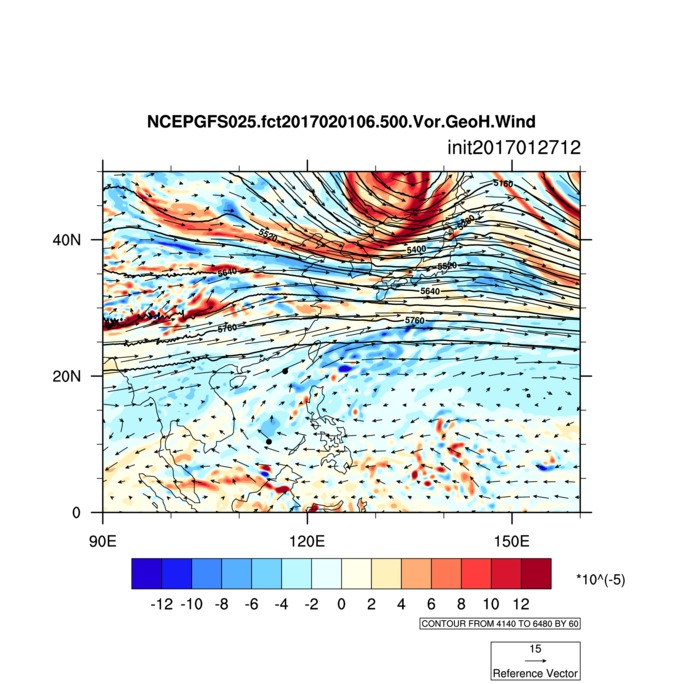 NCEPGFS025.fct2017020106.500.Vor.GeoH.Wind
init2017012712
5160
5520
5280
40N
5400
5520
5640
5640
5760
5760
20N
0
90E 120E 150E
-12 -10 -8 -6 -4 -2 0 2 4 6 8 10 12
*10^(-5)
CONTOUR FROM 4140 TO 6480 BY 60
15
Reference Vector